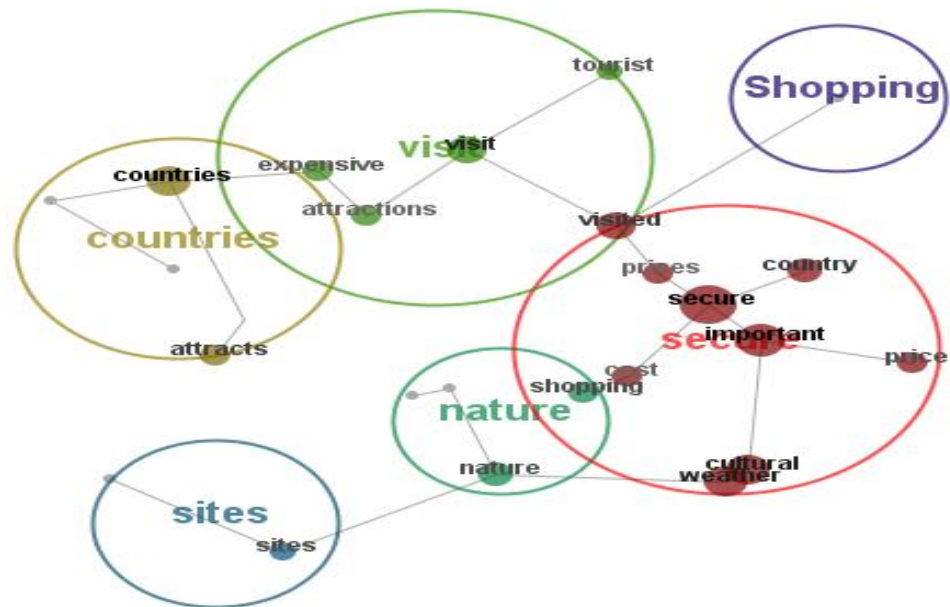 tourist
Shopping
visit
visit
expensive
countries
attractions
visited
countries
prices
country
secure
important
secure
attracts
price
cost
shopping
nature
cultural
nature
weather
sites
sites